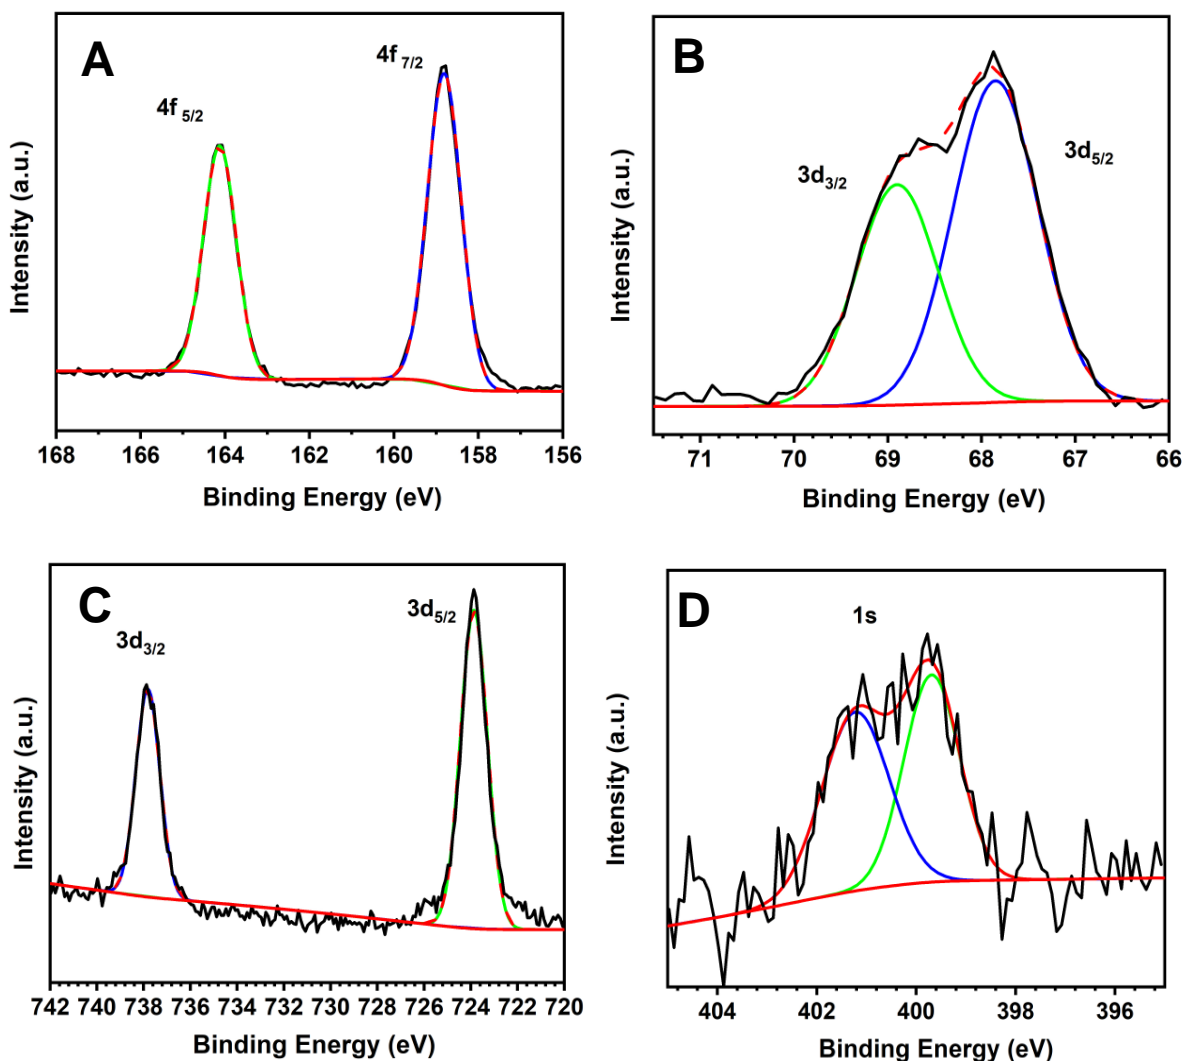 A
4f 7/2
4f 5/2
Intensity (a.u.)
168 166 164 162 160 158 156
Binding Energy (eV)
B
3d5/2
3d3/2
Intensity (a.u.)
71 70 69 68 67 66
Binding Energy (eV)
C
3d5/2
3d3/2
Intensity (a.u.)
742 740 738 736 734 732 730 728 726 724 722 720
Binding Energy (eV)
D
1s
Intensity (a.u.)
404 402 400 398 396
Binding Energy (eV)